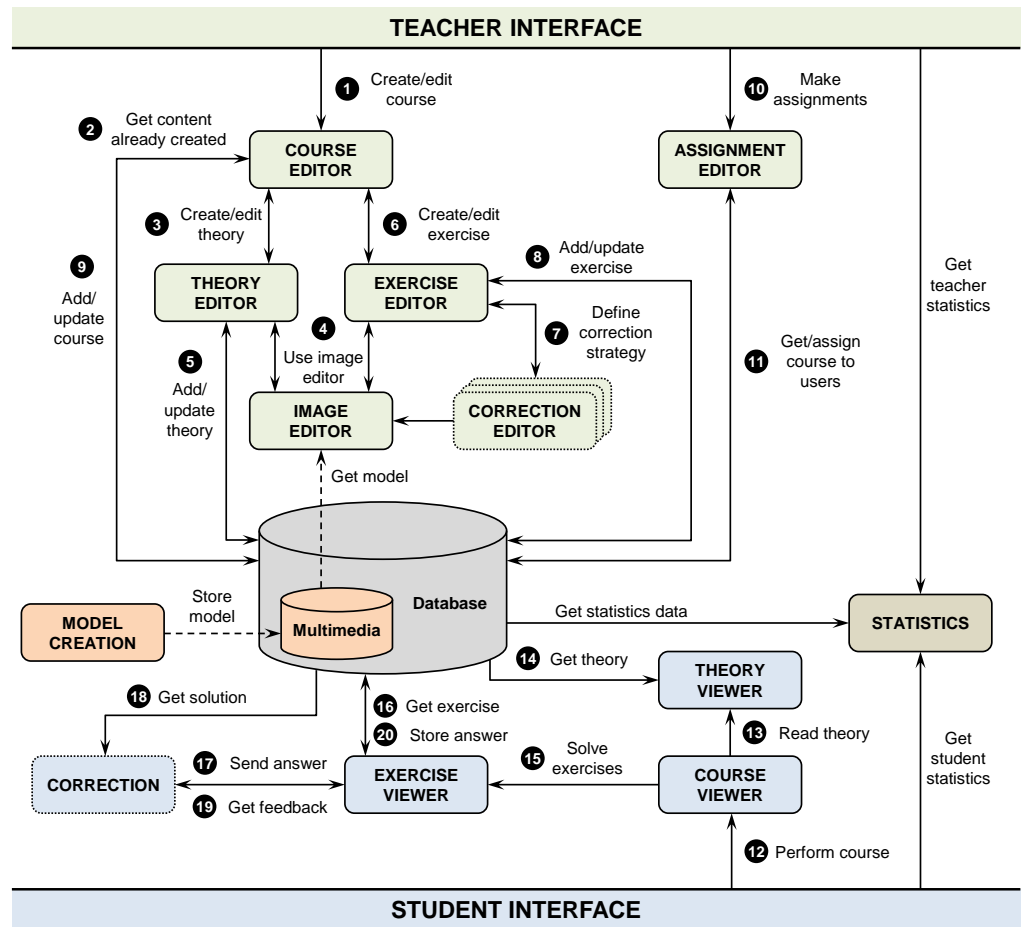 TEACHER INTERFACE
1 Create/edit
course
10 Make
assignments
2 Get content
already created
COURSE
EDITOR
ASSIGNMENT
EDITOR
3 Create/edit
theory
6 Create/edit
exercise
9
Add/
update
course
8 Add/update
exercise
Get
teacher
statistics
THEORY
EDITOR
EXERCISE
EDITOR
4
Use image
editor
7 Define
correction
strategy
5
Add/
update
theory
11 Get/assign
course to
users
IMAGE
EDITOR
CORRECTION
EDITOR
Get model
Database
Multimedia
Store
model
MODEL
CREATION
Get statistics data
STATISTICS
14 Get theory
THEORY
VIEWER
18 Get solution
16 Get exercise
20 Store answer
13 Read theory
15 Solve
exercises
Get
student
statistics
CORRECTION
17 Send answer
19 Get feedback
EXERCISE
VIEWER
COURSE
VIEWER
12 Perform course
STUDENT INTERFACE